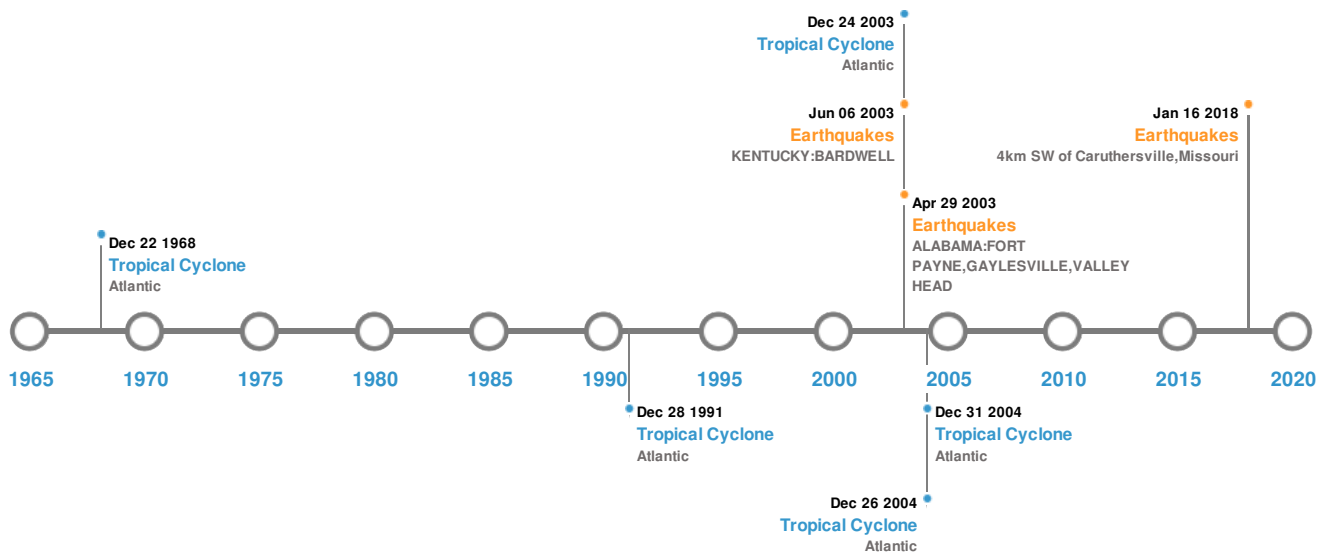 Dec 24 2003
Tropical Cyclone
Atlantic
Jun 06 2003
Earthquakes
KENTUCKY:BARDWELL
Jan 16 2018
Earthquakes
4km SW of Caruthersville,Missouri
Apr 29 2003
Earthquakes
ALABAMA:FORT
PAYNE,GAYLESVILLE,VALLEY
HEAD
Dec 22 1968
Tropical Cyclone
Atlantic
1965 1970 1975 1980 1985 1990 1995 2000 2005 2010 2015 2020
Dec 28 1991
Tropical Cyclone
Atlantic
Dec 31 2004
Tropical Cyclone
Atlantic
Dec 26 2004
Tropical Cyclone
Atlantic